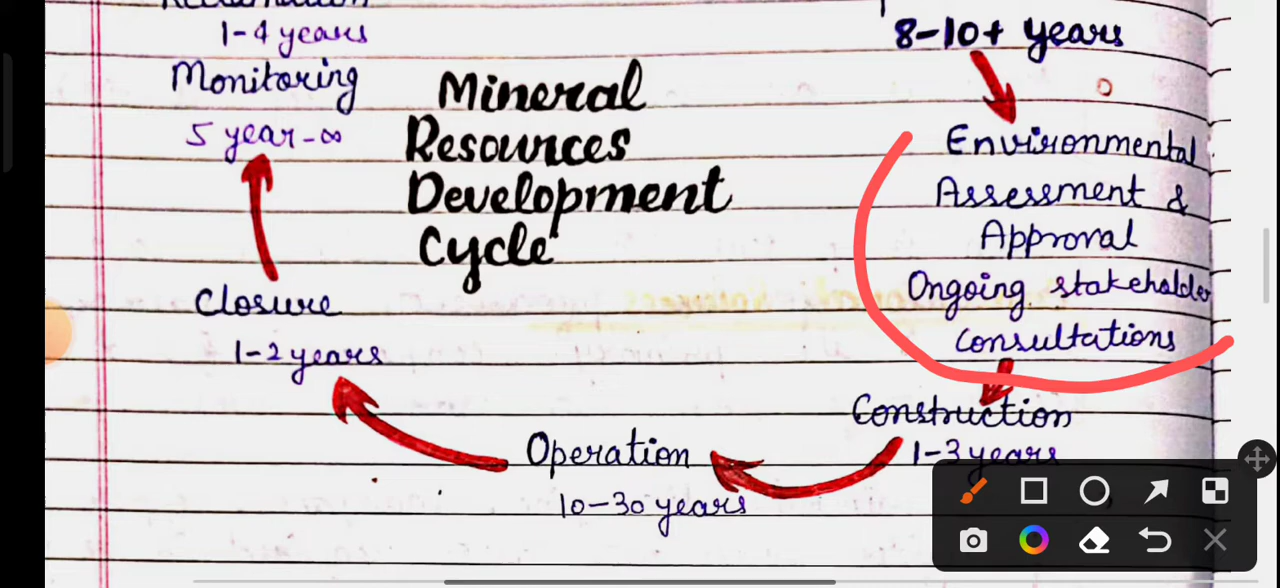 1-4 years
Monitoring
5 year-∞
Mineral
Resources
Development
Cycle
8-10+ years
Environmental
Assessment &
Approval
Ongoing stakeholder
Consultations
Construction
1-3 years
Operation
10-30 years
Closure
1-2 years